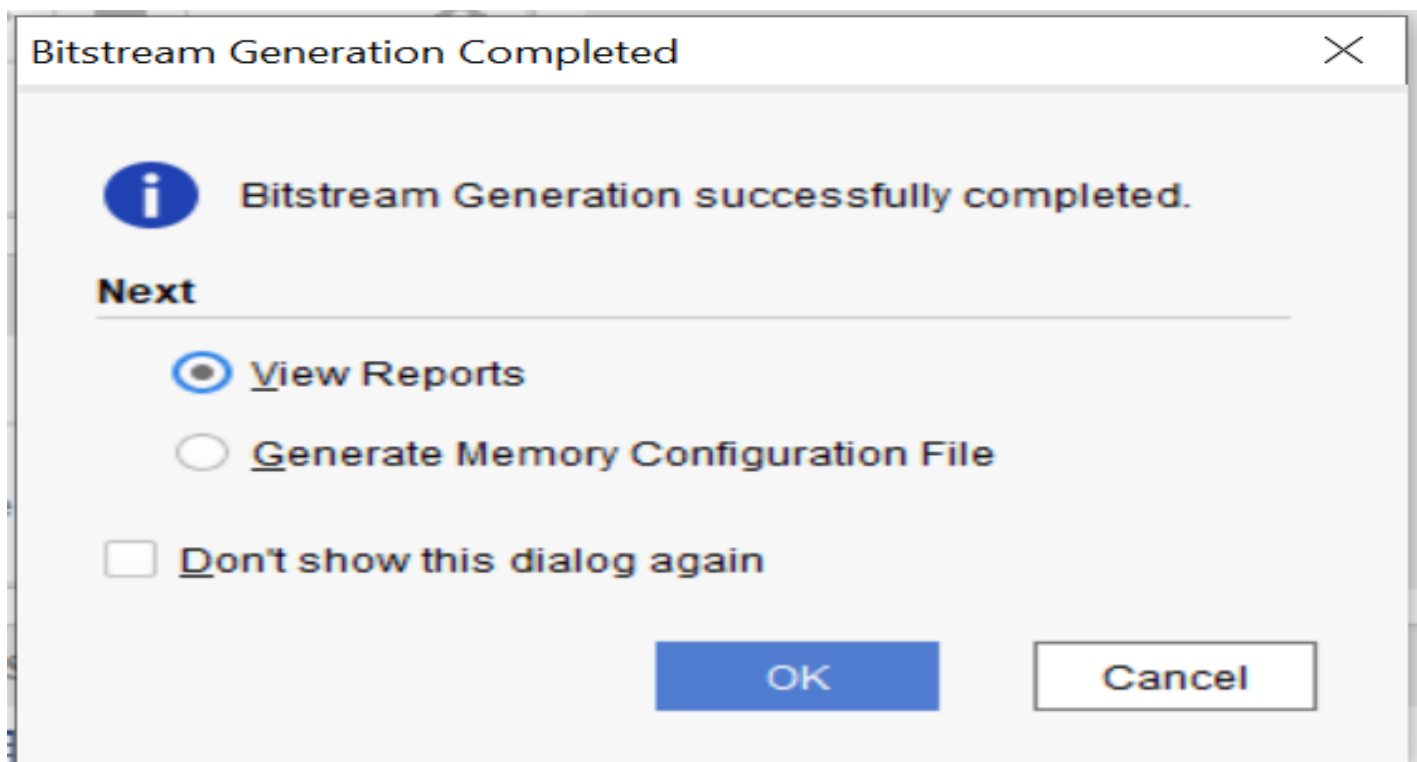 Bitstream Generation Completed
Bitstream Generation successfully completed.
Next
View Reports
Generate Memory Configuration File
Don't show this dialog again
OK
Cancel